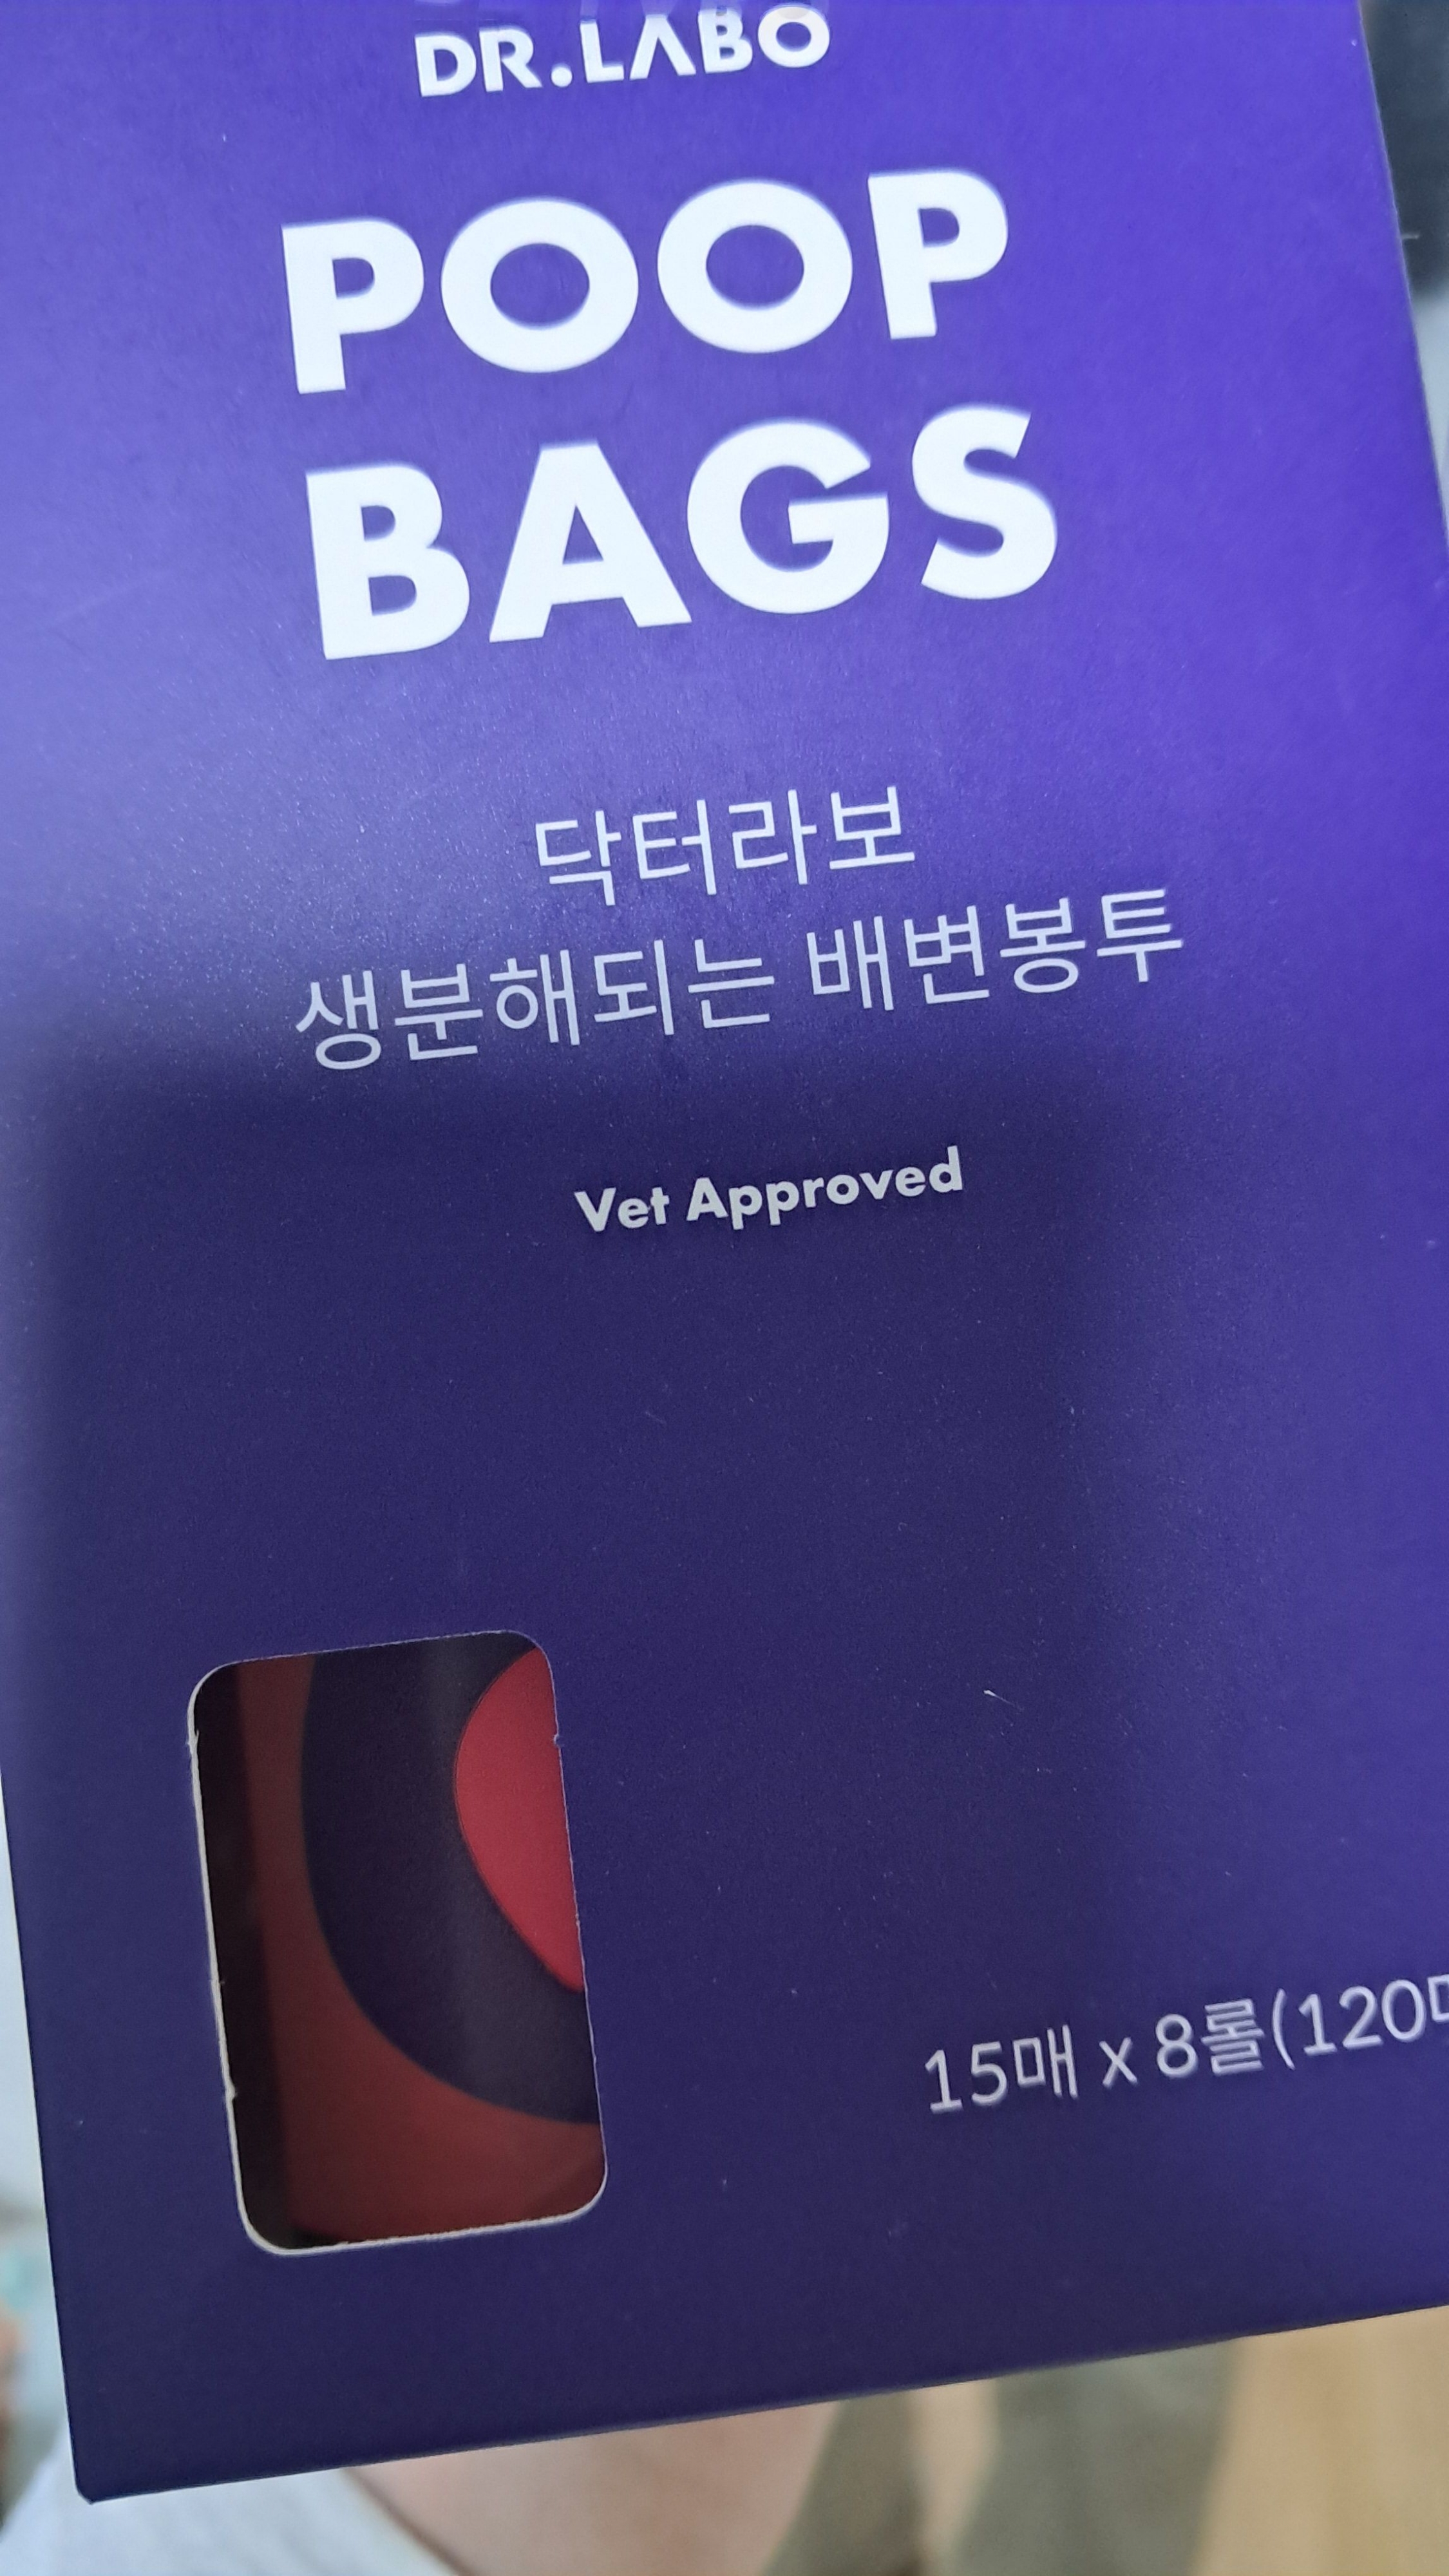 DR.LABO
POOP
BAGS
닥터라보
생분해되는 배변봉투
Vet Approved
15매 x 8롤(120